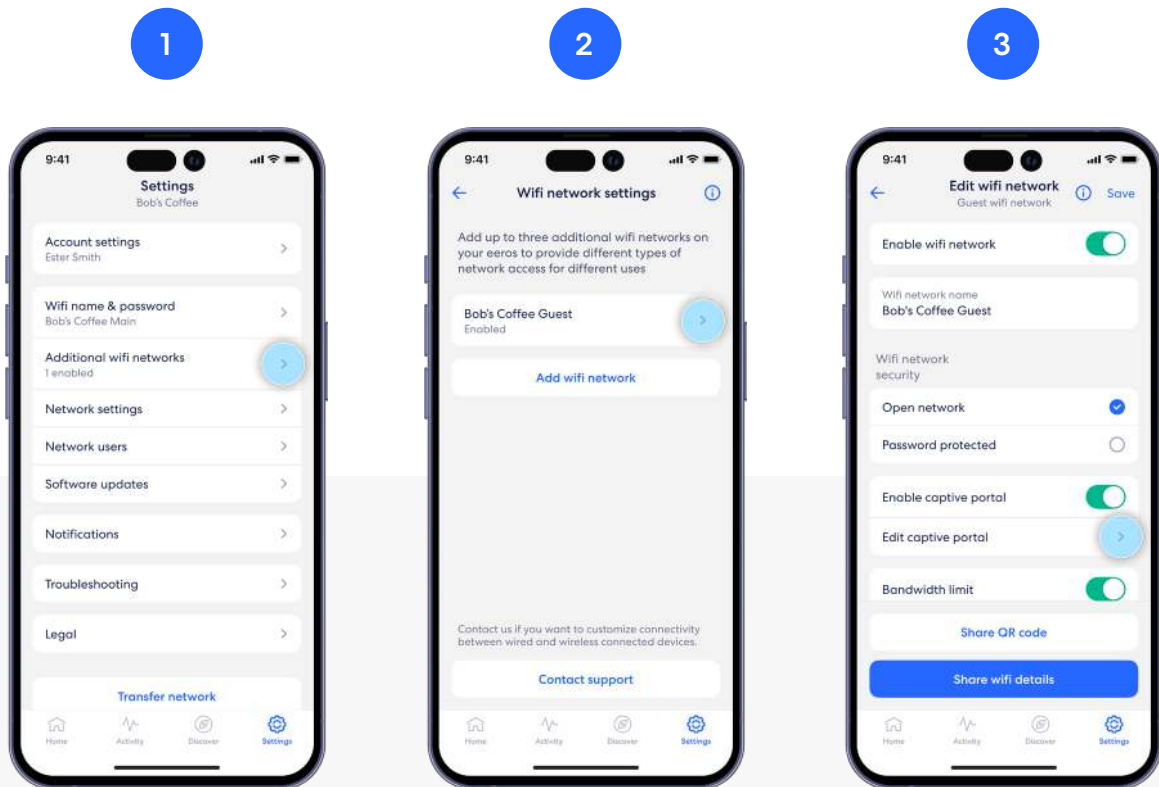 1
2
3
9:41
Settings
Bob's Coffee
Account settings
Ester Smith
Wifi name & password
Bob's Coffee Main
Additional wifi networks
1 enabled
Network settings
Network users
Software updates
Notifications
Troubleshooting
Legal
Transfer network
Home
Activity
Discover
Settings
9:41
Wifi network settings
Add up to three additional wifi networks on
your eeros to provide different types of
network access for different uses
Bob's Coffee Guest
Enabled
Add wifi network
Contact us if you want to customize connectivity
between wired and wireless connected devices.
Contact support
Home
Activity
Discover
Settings
9:41
Edit wifi network
Guest wifi network
Save
Enable wifi network
Wifi network name
Bob's Coffee Guest
Wifi network
security
Open network
Password protected
Enable captive portal
Edit captive portal
Bandwidth limit
Share QR code
Share wifi details
Home
Activity
Discover
Settings